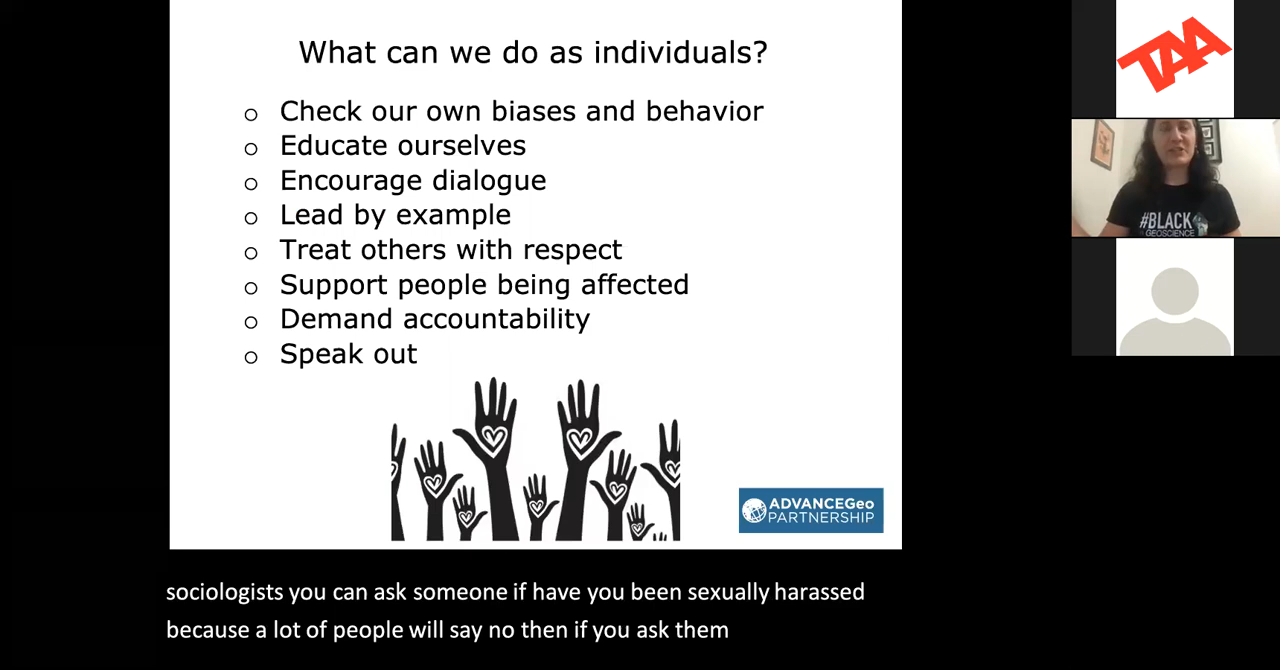 What can we do as individuals?
o Check our own biases and behavior
o Educate ourselves
o Encourage dialogue
o Lead by example
o Treat others with respect
o Support people being affected
o Demand accountability
o Speak out
ADVANCEGeo
PARTNERSHIP
TAA
#BLACK
GEOSCIENCE
sociologists you can ask someone if have you been sexually harassed
because a lot of people will say no then if you ask them